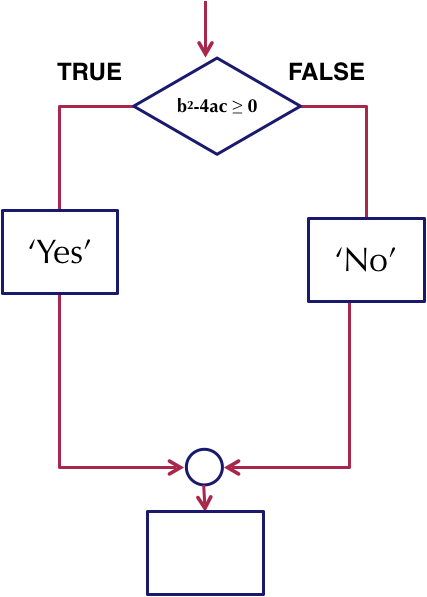 TRUE
FALSE
b²-4ac ≥ 0
‘Yes’
‘No’